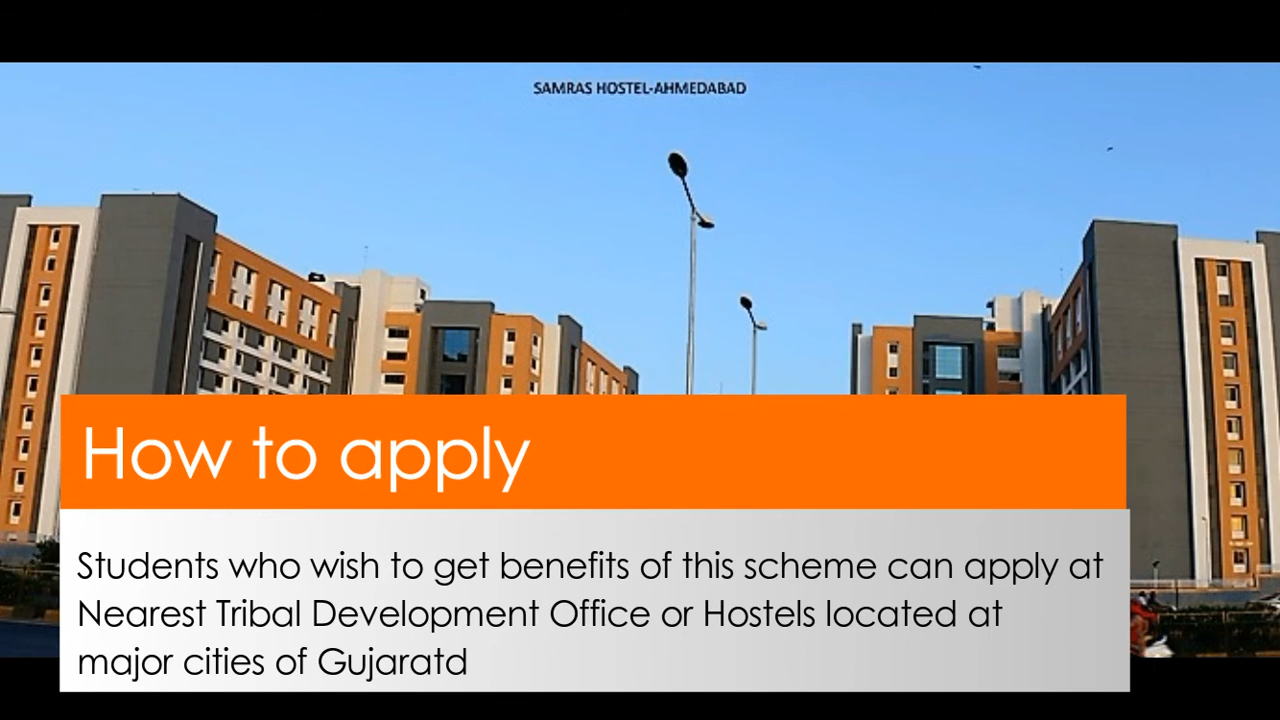 SAMRAS HOSTEL-AHMEDABAD
How to apply
Students who wish to get benefits of this scheme can apply at
Nearest Tribal Development Office or Hostels located at
major cities of Gujaratd